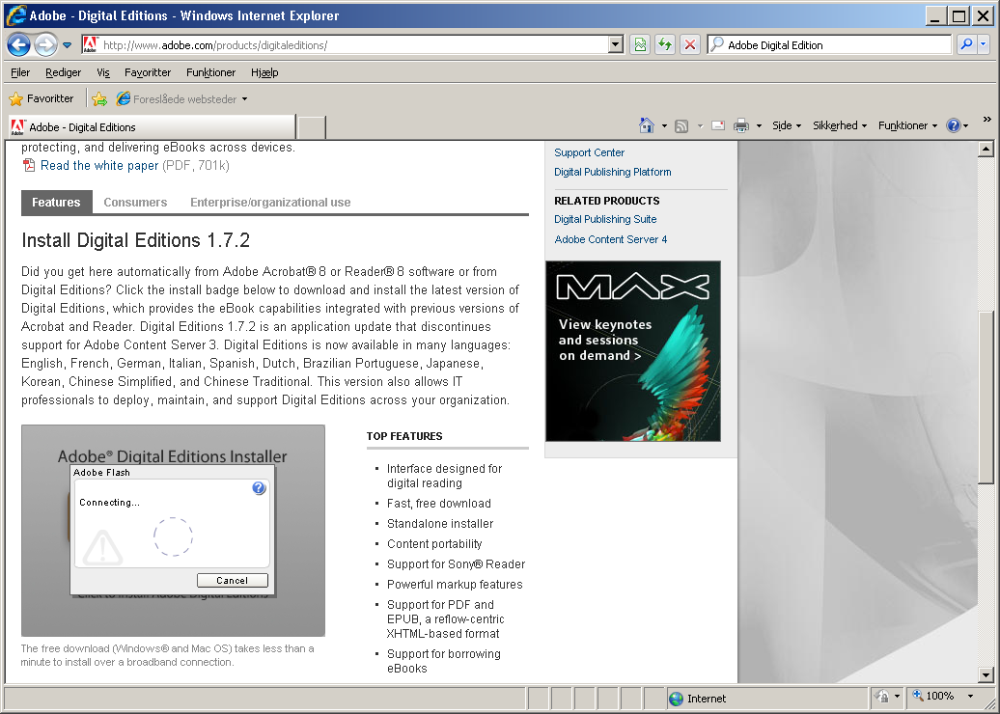 Adobe - Digital Editions - Windows Internet Explorer
http://www.adobe.com/products/digitaleditions/
Adobe Digital Edition
Filer Rediger Vis Favoritter Funktioner Hjælp
Favoritter Foreslåede websteder
Adobe - Digital Editions
Side Sikkerhed Funktioner »
protecting, and delivering eBooks across devices.
Read the white paper (PDF, 701k)
Features Consumers Enterprise/organizational use
Install Digital Editions 1.7.2
Did you get here automatically from Adobe Acrobat® 8 or Reader® 8 software or from
Digital Editions? Click the install badge below to download and install the latest version of
Digital Editions, which provides the eBook capabilities integrated with previous versions of
Acrobat and Reader. Digital Editions 1.7.2 is an application update that discontinues
support for Adobe Content Server 3. Digital Editions is now available in many languages:
English, French, German, Italian, Spanish, Dutch, Brazilian Portuguese, Japanese,
Korean, Chinese Simplified, and Chinese Traditional. This version also allows IT
professionals to deploy, maintain, and support Digital Editions across your organization.
Adobe® Digital Editions Installer
Adobe Flash
Connecting...
Cancel
Click to install Adobe Digital Editions
The free download (Windows® and Mac OS) takes less than a
minute to install over a broadband connection.
TOP FEATURES
• Interface designed for
digital reading
• Fast, free download
• Standalone installer
• Content portability
• Support for Sony® Reader
• Powerful markup features
• Support for PDF and
EPUB, a reflow-centric
XHTML-based format
• Support for borrowing
eBooks
Support Center
Digital Publishing Platform
RELATED PRODUCTS
Digital Publishing Suite
Adobe Content Server 4
MAX
View keynotes
and sessions
on demand >
Internet
100%